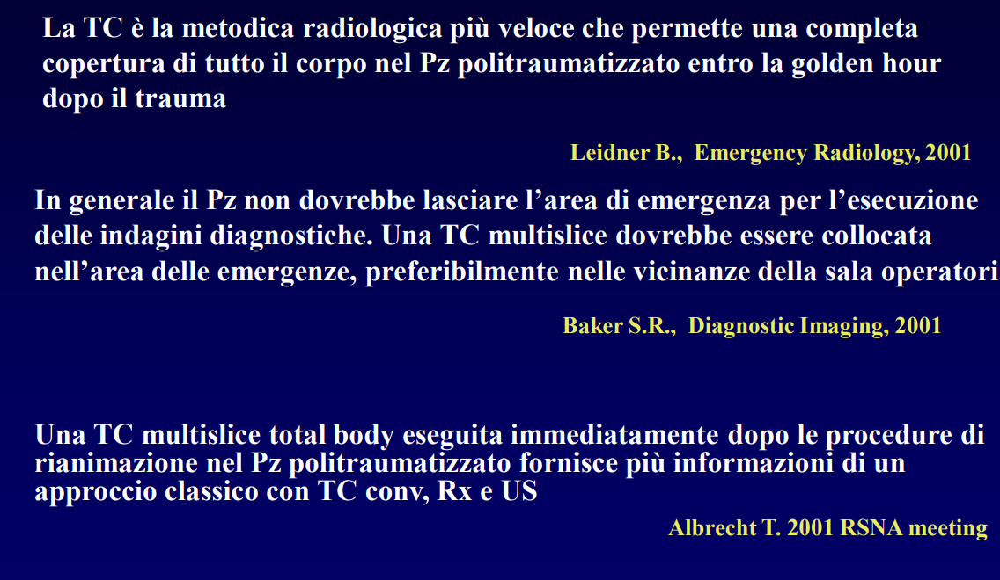 La TC è la metodica radiologica più veloce che permette una completa
copertura di tutto il corpo nel Pz politraumatizzato entro la golden hour
dopo il trauma
Leidner B., Emergency Radiology, 2001
In generale il Pz non dovrebbe lasciare l’area di emergenza per l’esecuzione
delle indagini diagnostiche. Una TC multislice dovrebbe essere collocata
nell’area delle emergenze, preferibilmente nelle vicinanze della sala operatori
Baker S.R., Diagnostic Imaging, 2001
Una TC multislice total body eseguita immediatamente dopo le procedure di
rianimazione nel Pz politraumatizzato fornisce più informazioni di un
approccio classico con TC conv, Rx e US
Albrecht T. 2001 RSNA meeting